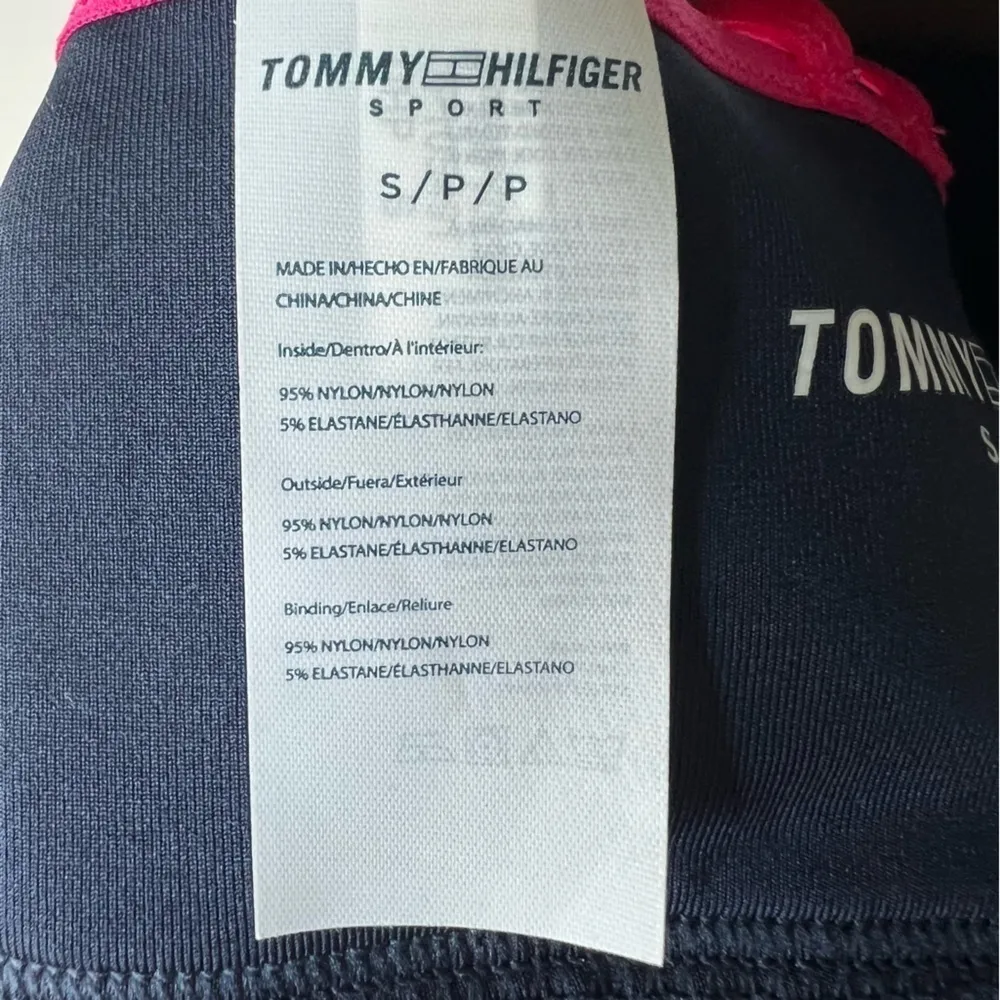 TOMMY HILFIGER
SPORT
S/P/P
MADE IN/HECHO EN/FABRIQUE AU
CHINA/CHINA/CHINE
Inside/Dentro/À l'intérieur:
95% NYLON/NYLON/NYLON
5% ELASTANE/ÉLASTHANNE/ELASTANO
Outside/Fuera/Extérieur
95% NYLON/NYLON/NYLON
5% ELASTANE/ÉLASTHANNE/ELASTANO
Binding/Enlace/Reliure
95% NYLON/NYLON/NYLON
5% ELASTANE/ÉLASTHANNE/ELASTANO
TOMMY
S